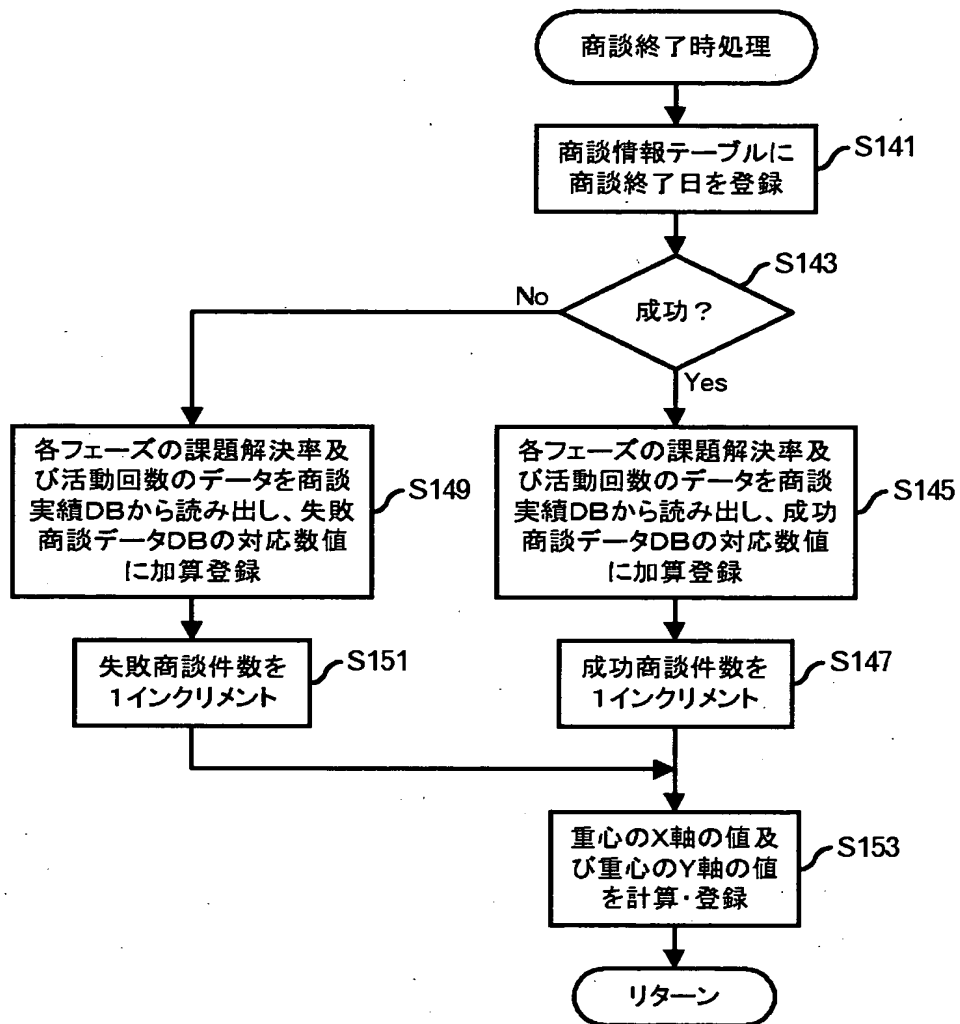 商談終了時処理
商談情報テーブルに
商談終了日を登録
S141
成功？
S143
No
Yes
各フェーズの課題解決率及
び活動回数のデータを商談
実績DBから読み出し、失敗
商談データDBの対応数値
に加算登録
S149
各フェーズの課題解決率及
び活動回数のデータを商談
実績DBから読み出し、成功
商談データDBの対応数値
に加算登録
S145
失敗商談件数を
1インクリメント
S151
成功商談件数を
1インクリメント
S147
重心のX軸の値及
び重心のY軸の値
を計算・登録
S153
リターン